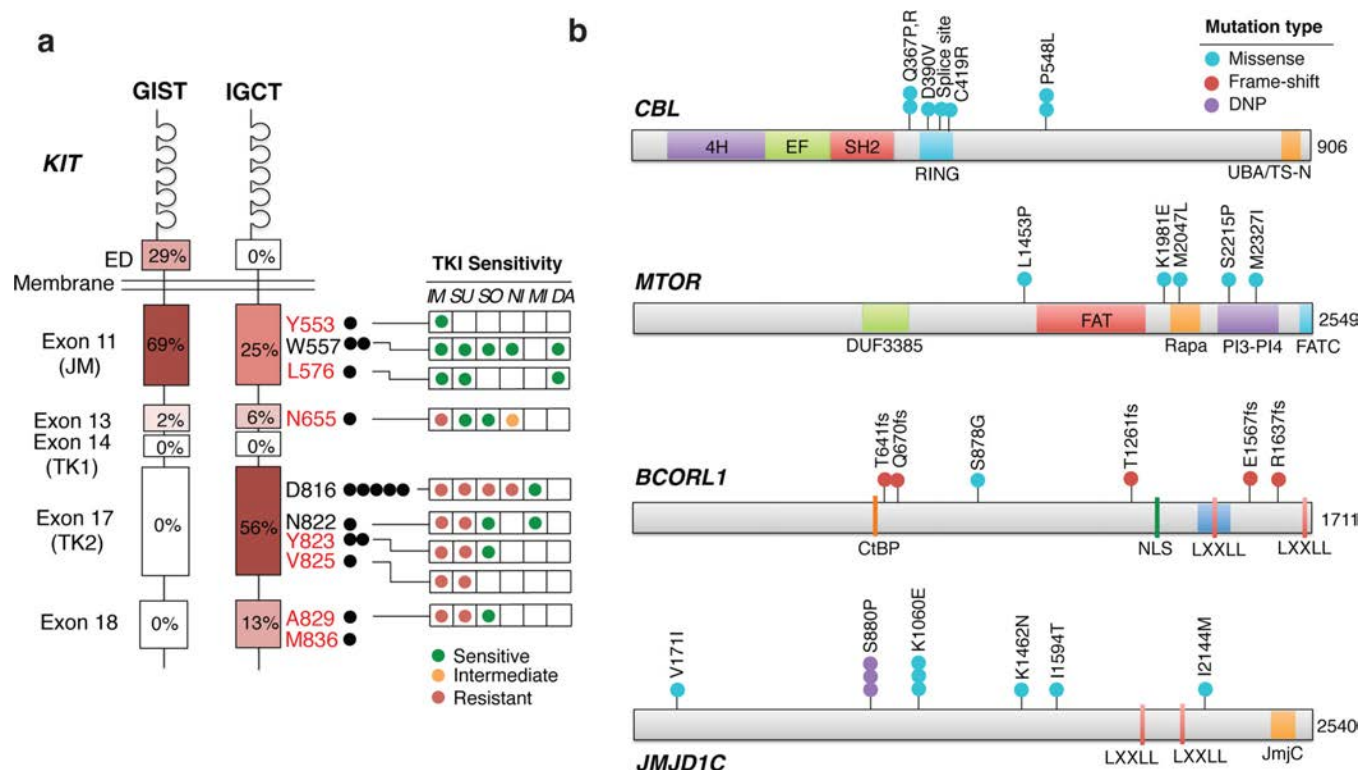 a
GIST IGCT
KIT
ED 29% 0%
Membrane
TKI Sensitivity
IM SU SO NI MI DA
Exon 11
(JM)
69% 25%
Y553
W557
L576
Exon 13 2% 6% N655
Exon 14
(TK1)
0% 0%
Exon 17
(TK2)
0% 56%
D816
N822
Y823
V825
Exon 18 0% 13%
A829
M836
Sensitive
Intermediate
Resistant
b
Mutation type
Missense
Frame-shift
DNP
CBL
Q367P,R
D390V
Splice site
C419R
P548L
4H EF SH2 906
RING UBA/TS-N
MTOR
L1453P
K1981E
M2047L
S2215P
M2327I
FAT 2549
DUF3385 Rapa PI3-PI4 FATC
BCORL1
T641fs
Q670fs
S878G
T1261fs
E1567fs
R1637fs
1711
CtBP NLS LXXLL LXXLL
V171I
S880P
K1060E
K1462N
I1594T
I2144M
2540
JMJD1C LXXLL LXXLL JmjC